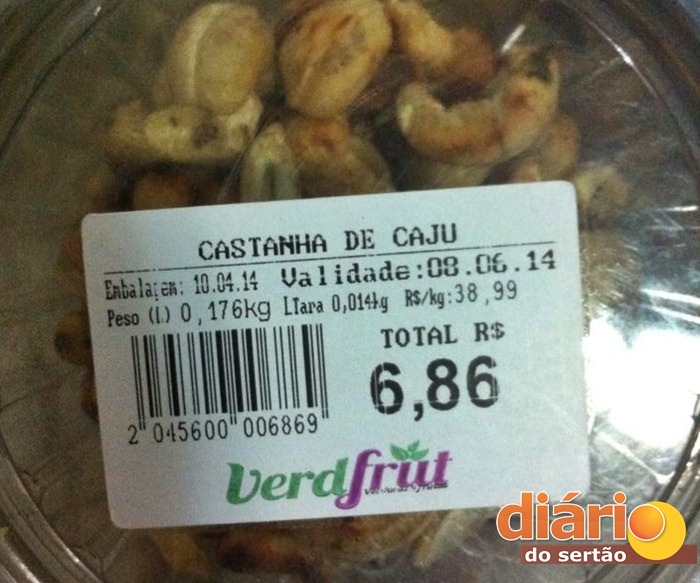 CASTANHA DE CAJU
Embalagem: 10.04.14 Validade:08.06.14
Peso (L) 0,176kg LTara 0,014kg R$/kg:38,99
TOTAL R$
6,86
2 045600 006869
Verdfrut
diário
do sertão